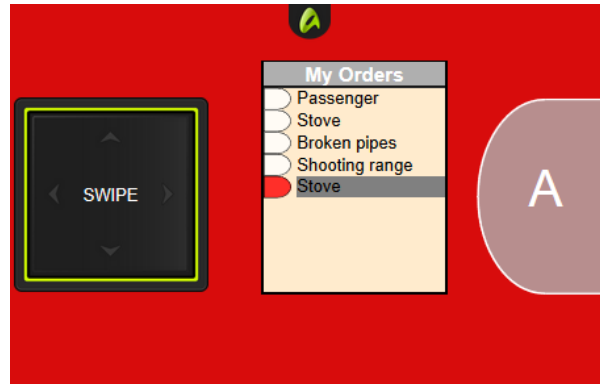 My Orders
Passenger
Stove
Broken pipes
Shooting range
Stove
SWIPE
A